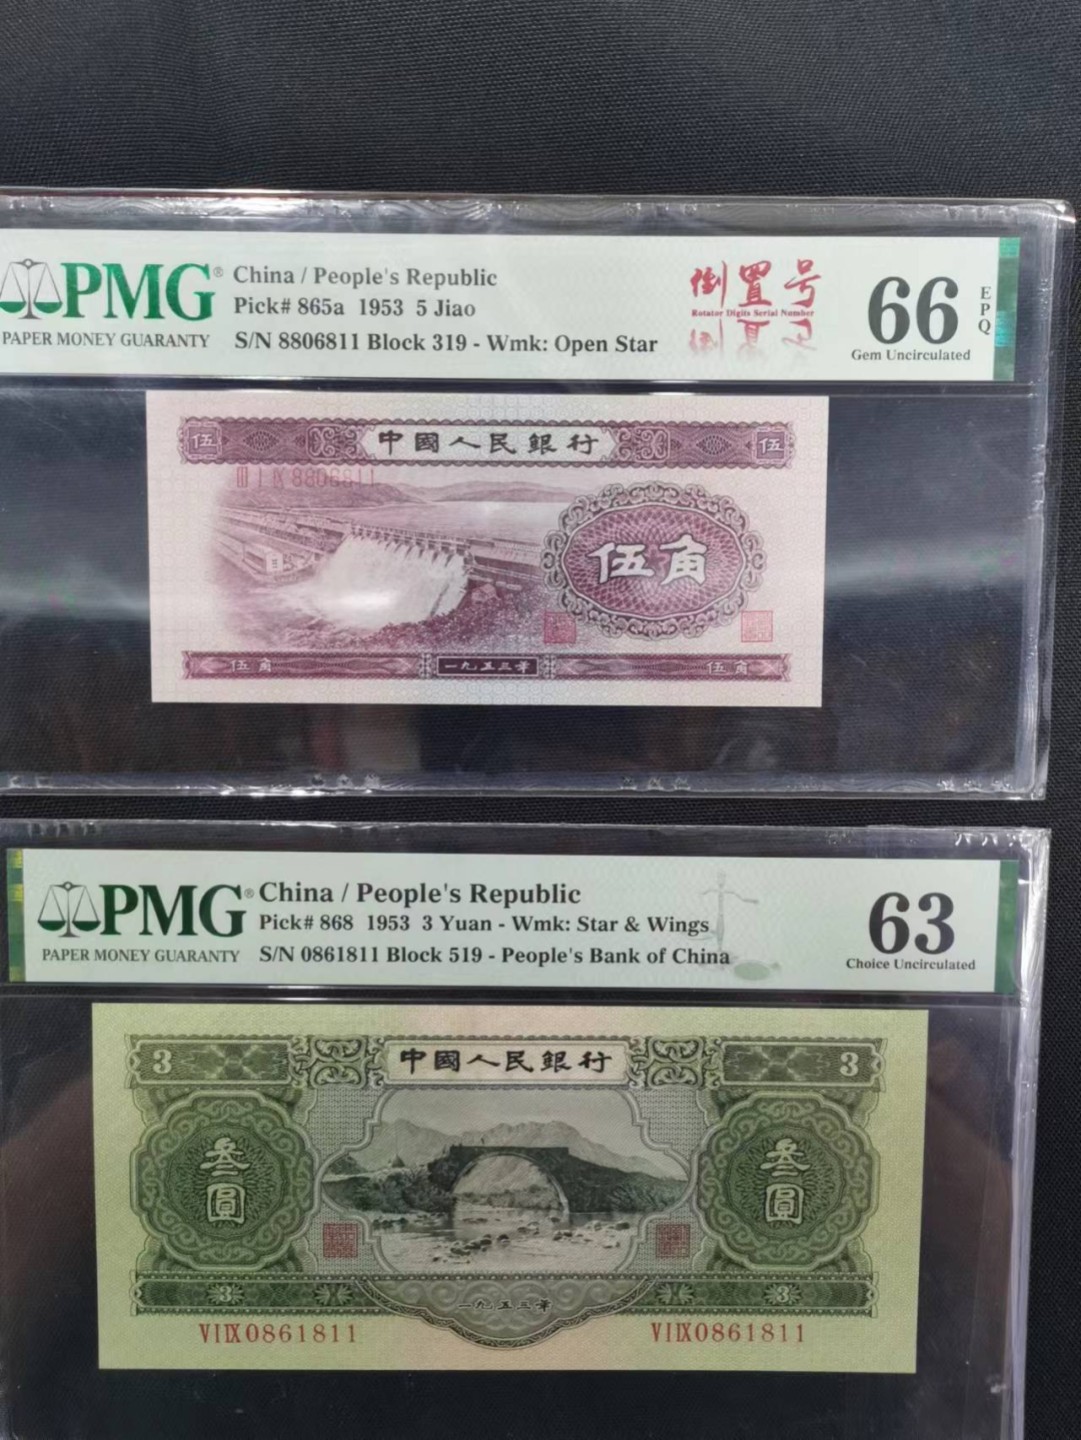 PMG®
PAPER MONEY GUARANTY
China / People's Republic
Pick# 865a 1953 5 Jiao
S/N 8806811 Block 319 - Wmk: Open Star
倒置号
Rotator Digits Serial Number
66
EPQ
Gem Uncirculated
伍 中國人民銀行 伍
III I IX 8806811
伍角
伍角 一九五三年 伍角
PMG®
PAPER MONEY GUARANTY
China / People's Republic
Pick# 868 1953 3 Yuan - Wmk: Star & Wings
S/N 0861811 Block 519 - People's Bank of China
63
Choice Uncirculated
3 中國人民銀行 3
叁圓 叁圓
3 3
一九五三年
VIIX0861811 VIIX0861811